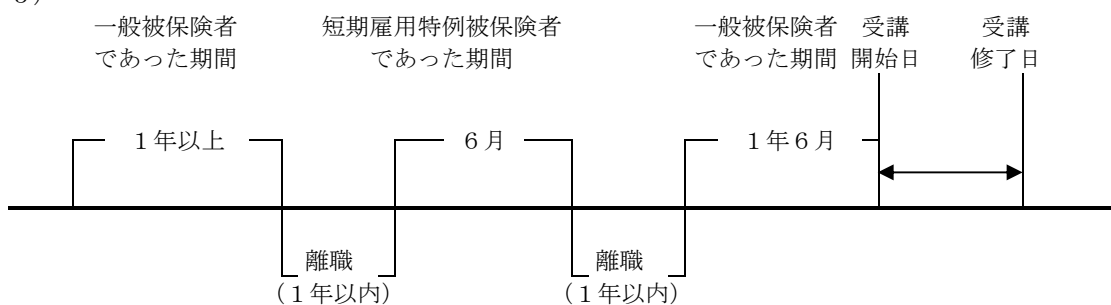 一般被保険者
であった期間
短期雇用特例被保険者
であった期間
一般被保険者
であった期間
受講
開始日
受講
修了日
１年以上
６月
１年６月
離職
（１年以内）
離職
（１年以内）